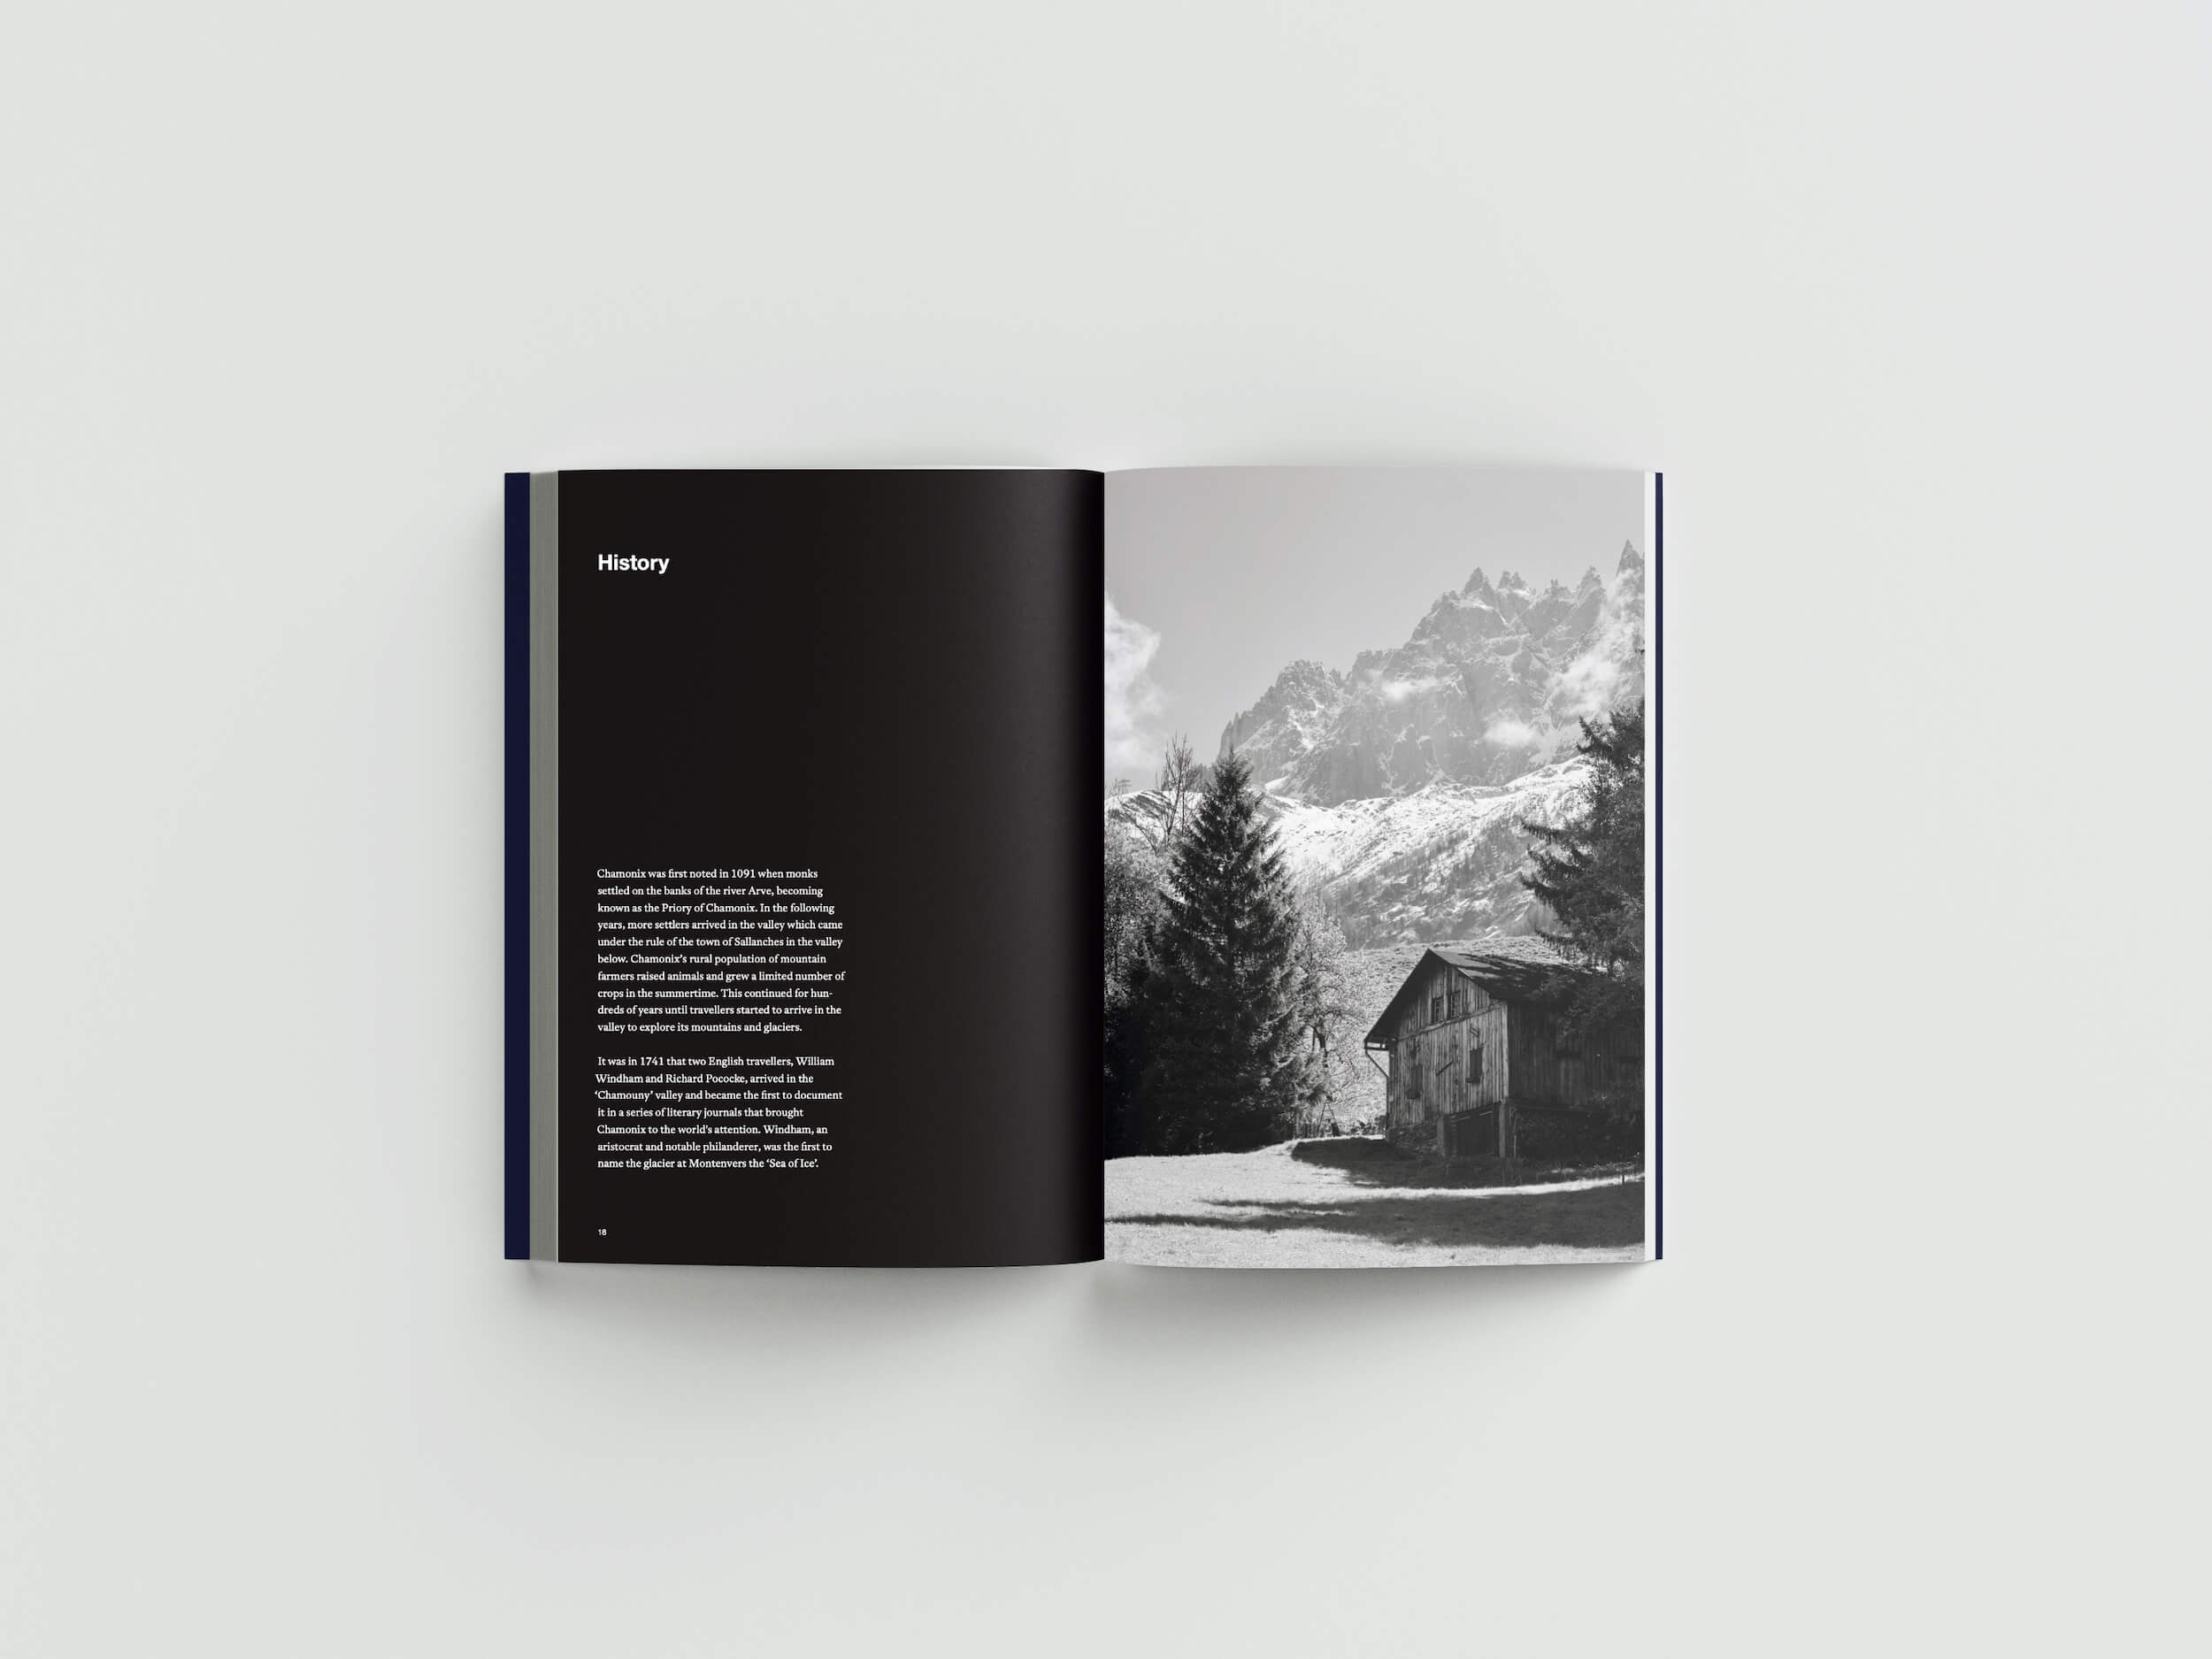 History
Chamonix was first noted in 1091 when monks
settled on the banks of the river Arve, becoming
known as the Priory of Chamonix. In the following
years, more settlers arrived in the valley which came
under the rule of the town of Sallanches in the valley
below. Chamonix’s rural population of mountain
farmers raised animals and grew a limited number of
crops in the summertime. This continued for hun-
dreds of years until travellers started to arrive in the
valley to explore its mountains and glaciers.
It was in 1741 that two English travellers, William
Windham and Richard Pococke, arrived in the
‘Chamouny’ valley and became the first to document
it in a series of literary journals that brought
Chamonix to the world's attention. Windham, an
aristocrat and notable philanderer, was the first to
name the glacier at Montenvers the ‘Sea of Ice’.
18